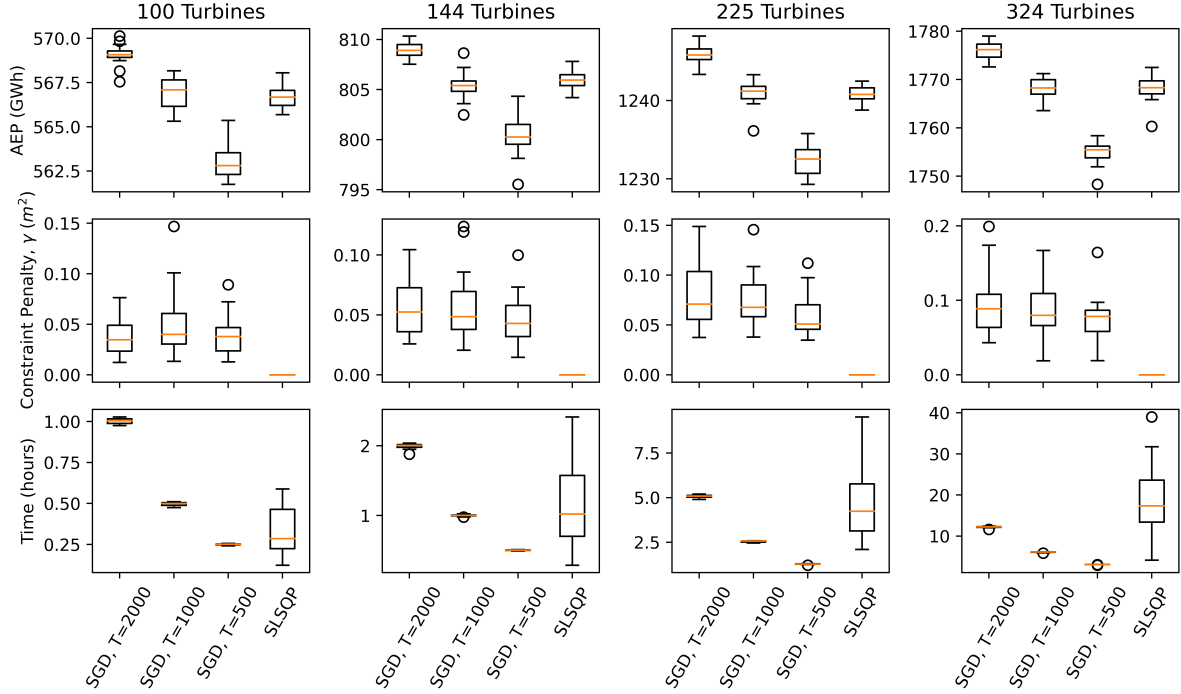 100 Turbines
144 Turbines
225 Turbines
324 Turbines
AEP (GWh)
570.0
567.5
565.0
562.5
810
805
800
795
1240
1230
1780
1770
1760
1750
Constraint Penalty, γ (m²)
0.15
0.10
0.05
0.00
0.10
0.05
0.00
0.15
0.10
0.05
0.00
0.2
0.1
0.0
Time (hours)
1.00
0.75
0.50
0.25
2
1
7.5
5.0
2.5
40
30
20
10
SGD, T=2000
SGD, T=1000
SGD, T=500
SLSQP
SGD, T=2000
SGD, T=1000
SGD, T=500
SLSQP
SGD, T=2000
SGD, T=1000
SGD, T=500
SLSQP
SGD, T=2000
SGD, T=1000
SGD, T=500
SLSQP